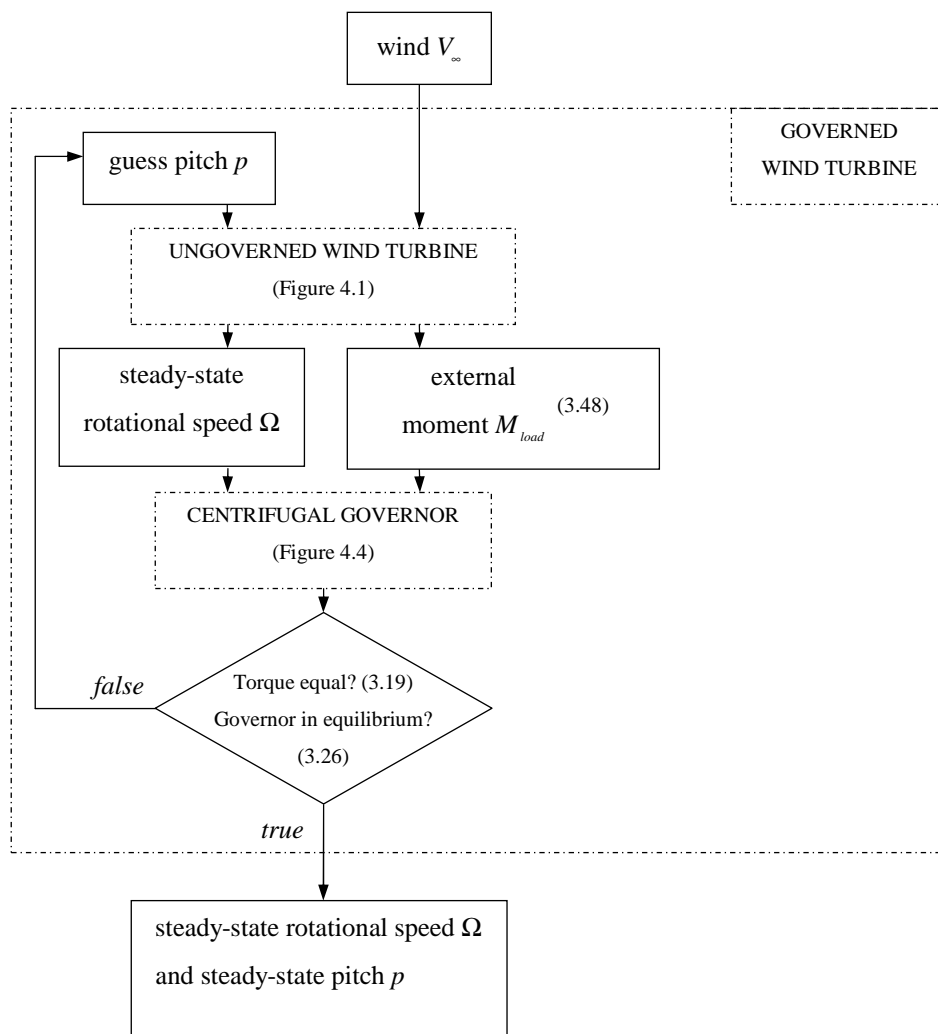 wind V∞
GOVERNED
WIND TURBINE
guess pitch p
UNGOVERNED WIND TURBINE
(Figure 4.1)
steady-state
rotational speed Ω
external
moment M_load (3.48)
CENTRIFUGAL GOVERNOR
(Figure 4.4)
false
Torque equal? (3.19)
Governor in equilibrium?
(3.26)
true
steady-state rotational speed Ω
and steady-state pitch p